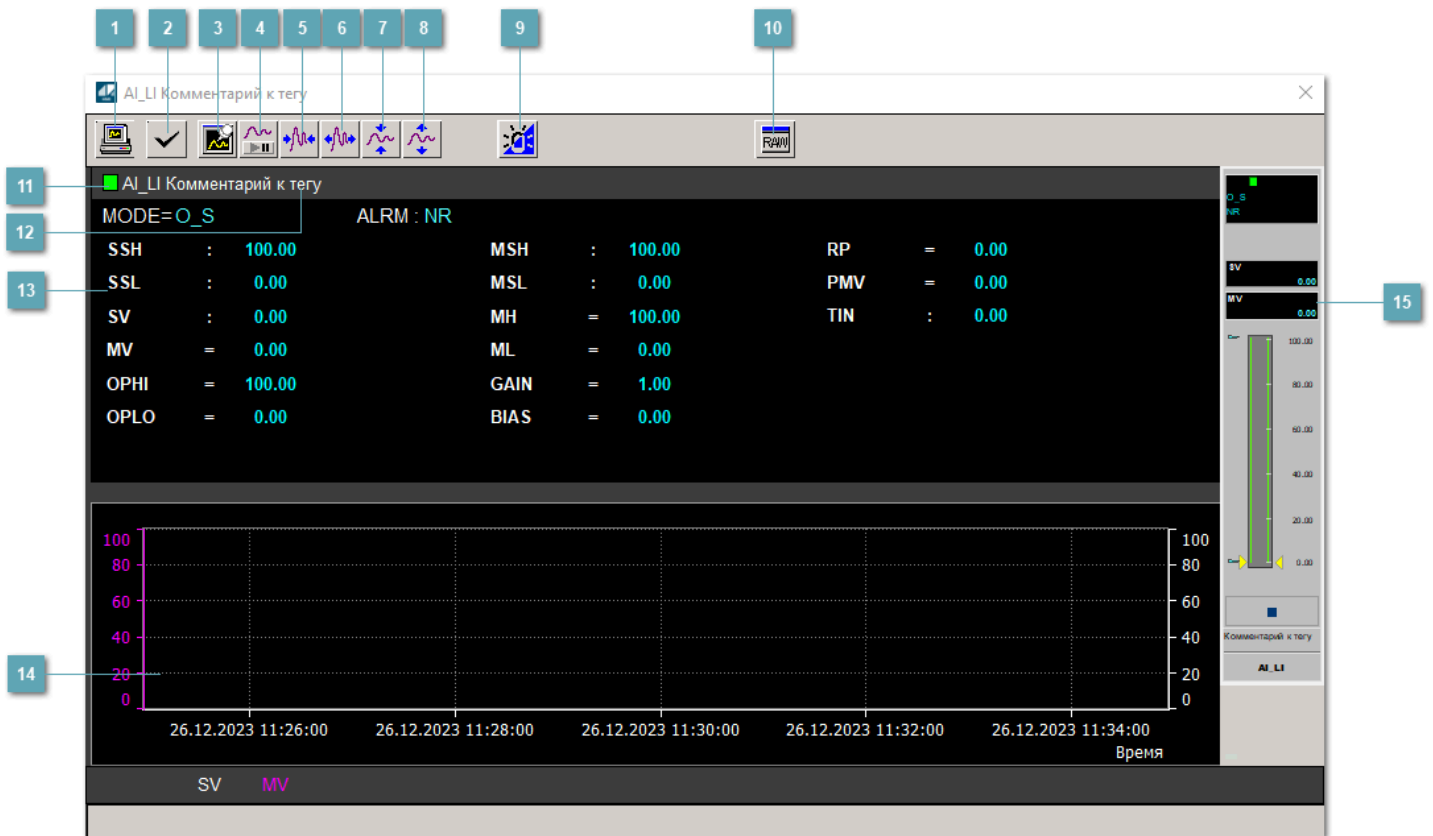 1 2 3 4 5 6 7 8 9 10
AI_LI Комментарий к тегу
RAW
11 AI_LI Комментарий к тегу
MODE=O_S ALRM : NR
12
SSH : 100.00 MSH : 100.00 RP = 0.00
13 SSL : 0.00 MSL : 0.00 PMV = 0.00
SV : 0.00 MH = 100.00 TIN : 0.00
MV = 0.00 ML = 0.00
OPHI = 100.00 GAIN = 1.00
OPLO = 0.00 BIAS = 0.00
O_S
NR
SV
0.00
MV
0.00
15
100.00
80.00
60.00
40.00
20.00
0.00
Комментарий к тегу
AI_LI
100 100
80 80
60 60
40 40
14 20 20
0 0
26.12.2023 11:26:00 26.12.2023 11:28:00 26.12.2023 11:30:00 26.12.2023 11:32:00 26.12.2023 11:34:00
Время
SV MV